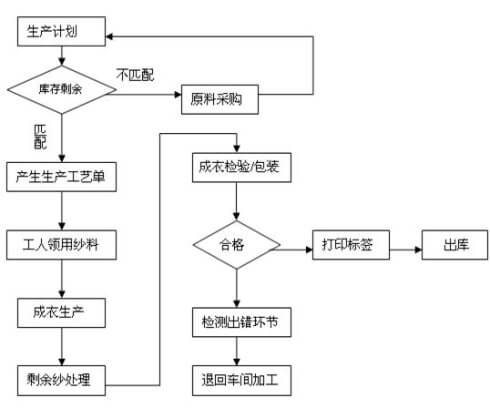 生产计划
库存剩余
不匹配
原料采购
匹配
产生生产工艺单
工人领用纱料
成衣生产
剩余纱处理
成衣检验/包装
合格
打印标签
出库
检测出错环节
退回车间加工